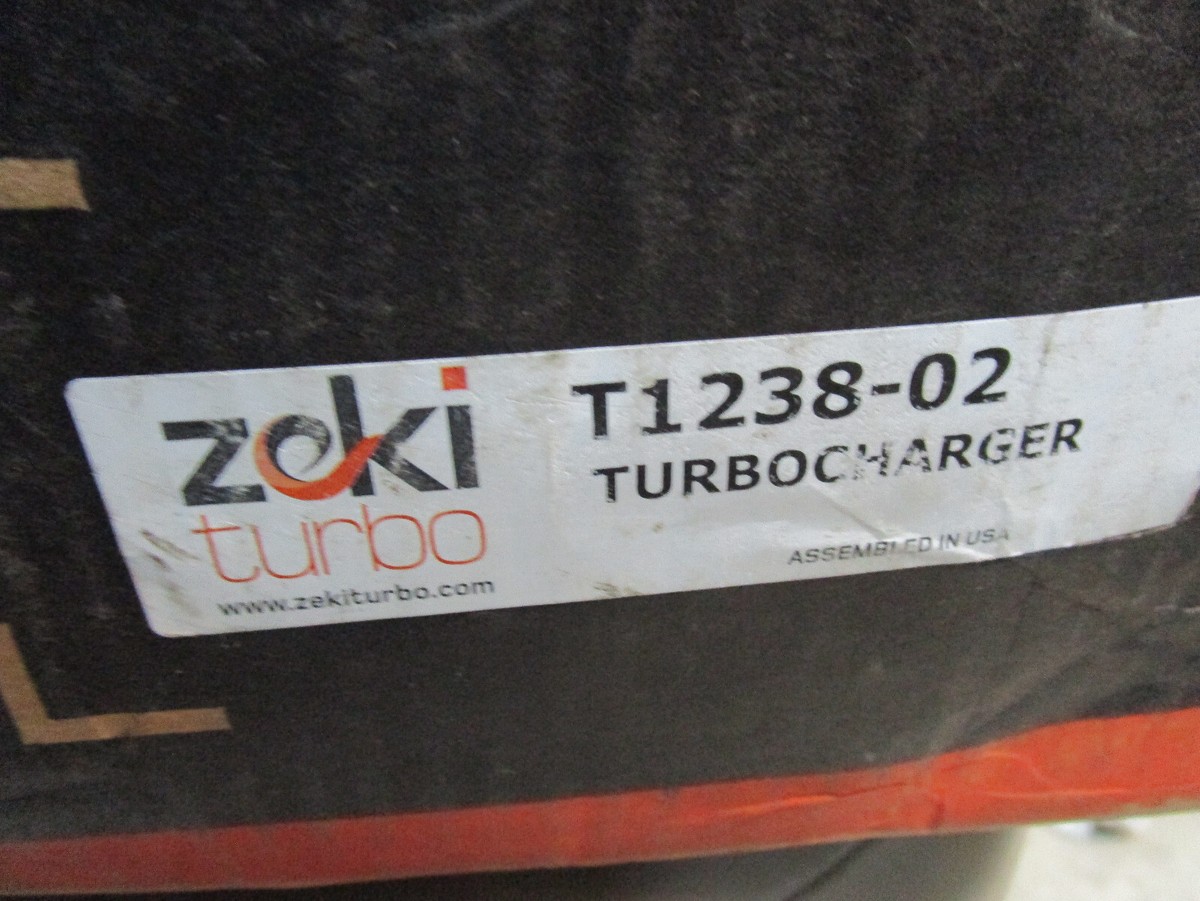 zeki
turbo
www.zekiturbo.com
T1238-02
TURBOCHARGER
ASSEMBLED IN USA